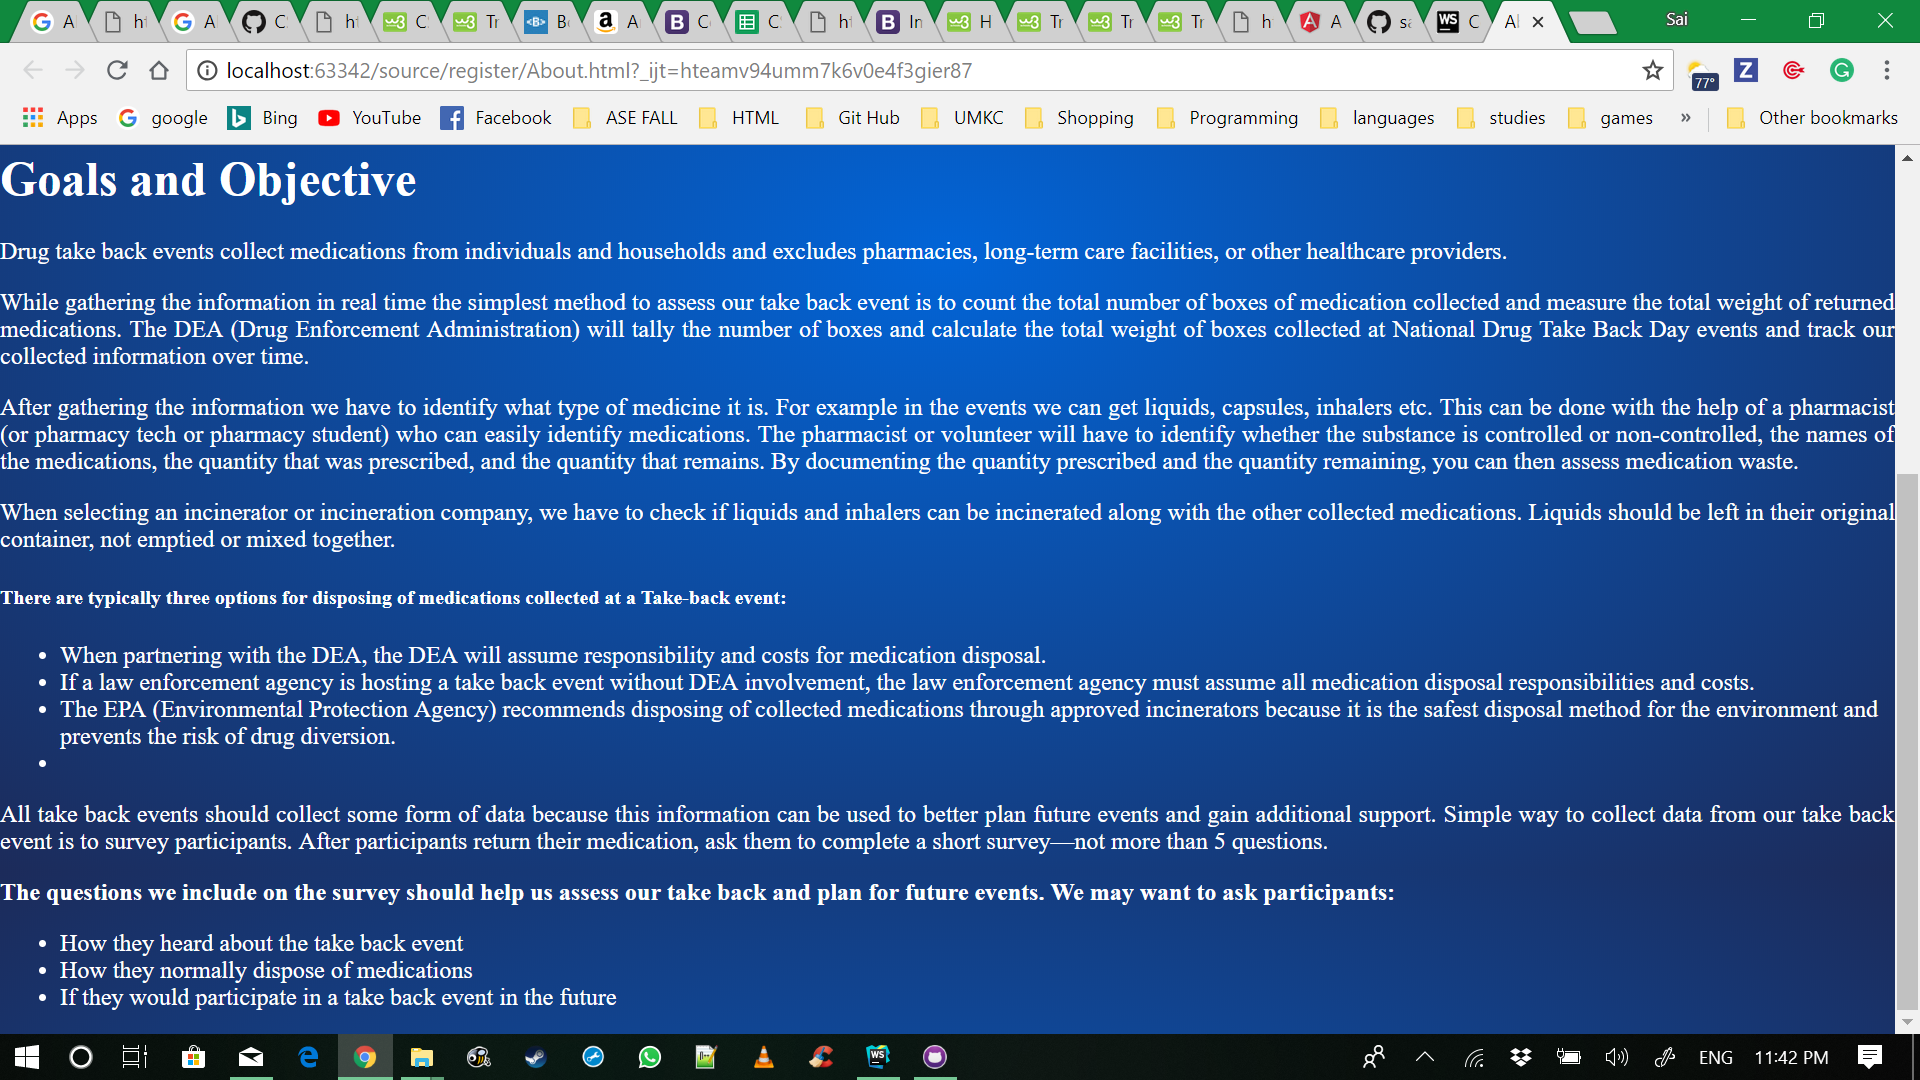 A
ht
A
C
ht
C
Tr
Bo
A
C
C
ht
In
H
Tr
Tr
Tr
h
A
sa
C
Al
Sai
localhost:63342/source/register/About.html?_ijt=hteamv94umm7k6v0e4f3gier87
77°
Apps google Bing YouTube Facebook ASE FALL HTML Git Hub UMKC Shopping Programming languages studies games » Other bookmarks
Goals and Objective
Drug take back events collect medications from individuals and households and excludes pharmacies, long-term care facilities, or other healthcare providers.
While gathering the information in real time the simplest method to assess our take back event is to count the total number of boxes of medication collected and measure the total weight of returned
medications. The DEA (Drug Enforcement Administration) will tally the number of boxes and calculate the total weight of boxes collected at National Drug Take Back Day events and track our
collected information over time.
After gathering the information we have to identify what type of medicine it is. For example in the events we can get liquids, capsules, inhalers etc. This can be done with the help of a pharmacist
(or pharmacy tech or pharmacy student) who can easily identify medications. The pharmacist or volunteer will have to identify whether the substance is controlled or non-controlled, the names of
the medications, the quantity that was prescribed, and the quantity that remains. By documenting the quantity prescribed and the quantity remaining, you can then assess medication waste.
When selecting an incinerator or incineration company, we have to check if liquids and inhalers can be incinerated along with the other collected medications. Liquids should be left in their original
container, not emptied or mixed together.
There are typically three options for disposing of medications collected at a Take-back event:
• When partnering with the DEA, the DEA will assume responsibility and costs for medication disposal.
• If a law enforcement agency is hosting a take back event without DEA involvement, the law enforcement agency must assume all medication disposal responsibilities and costs.
• The EPA (Environmental Protection Agency) recommends disposing of collected medications through approved incinerators because it is the safest disposal method for the environment and
prevents the risk of drug diversion.
•
All take back events should collect some form of data because this information can be used to better plan future events and gain additional support. Simple way to collect data from our take back
event is to survey participants. After participants return their medication, ask them to complete a short survey—not more than 5 questions.
The questions we include on the survey should help us assess our take back and plan for future events. We may want to ask participants:
• How they heard about the take back event
• How they normally dispose of medications
• If they would participate in a take back event in the future
ENG 11:42 PM